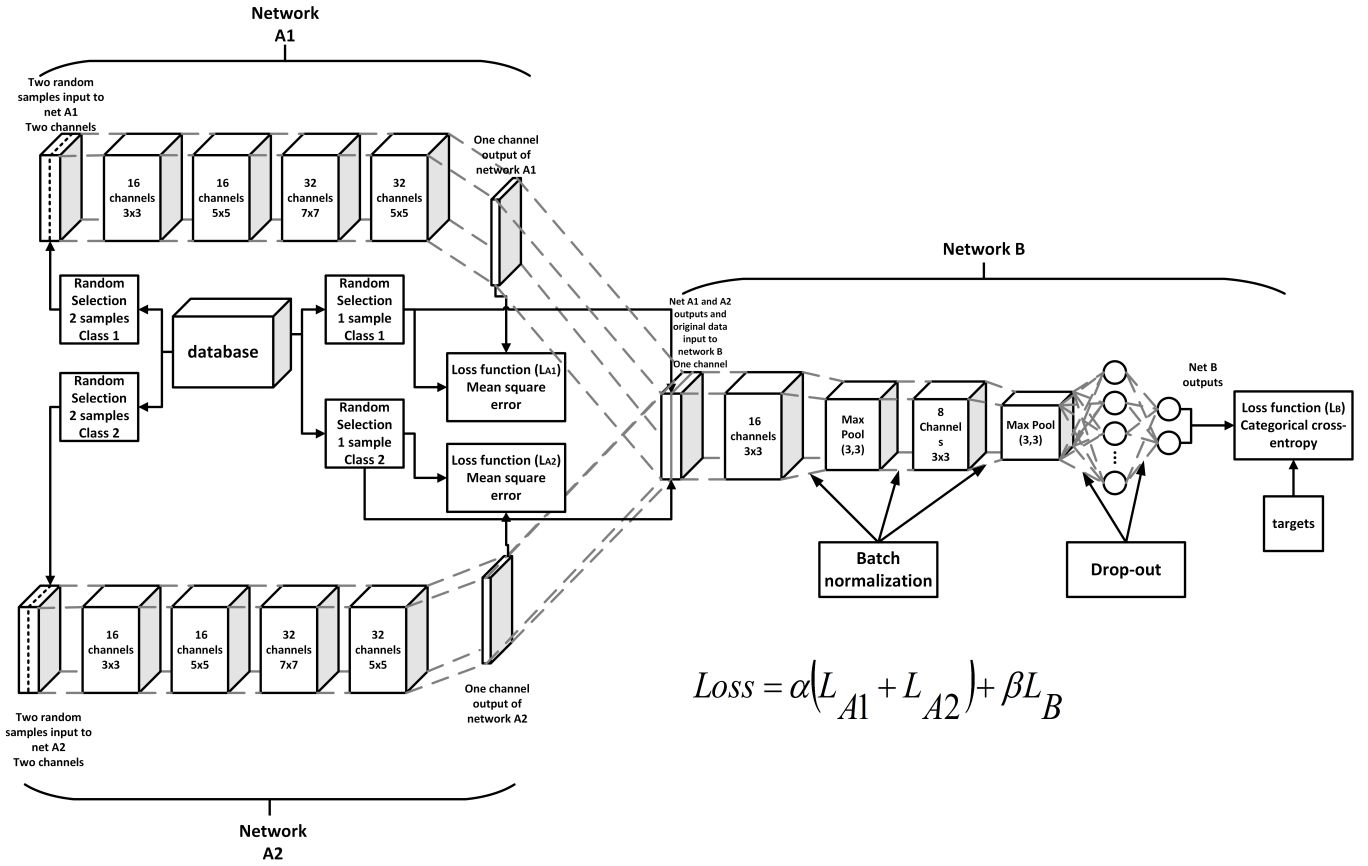 Network
A1
Two random
samples input to
net A1
Two channels
16
channels
3x3
16
channels
5x5
32
channels
7x7
32
channels
5x5
One channel
output of
network A1
Random
Selection
2 samples
Class 1
database
Random
Selection
1 sample
Class 1
Random
Selection
2 samples
Class 2
Random
Selection
1 sample
Class 2
Loss function (LA1)
Mean square
error
Loss function (LA2)
Mean square
error
Network B
Net A1 and A2
outputs and
original data
input to
network B
One channel
16
channels
3x3
Max
Pool
(3,3)
8
Channel
s
3x3
Max Pool
(3,3)
Net B
outputs
Loss function (LB)
Categorical cross-
entropy
targets
Batch
normalization
Drop-out
16
channels
3x3
16
channels
5x5
32
channels
7x7
32
channels
5x5
One channel
output of
network A2
Two random
samples input to
net A2
Two channels
Loss = α(L_A1 + L_A2) + βL_B
Network
A2